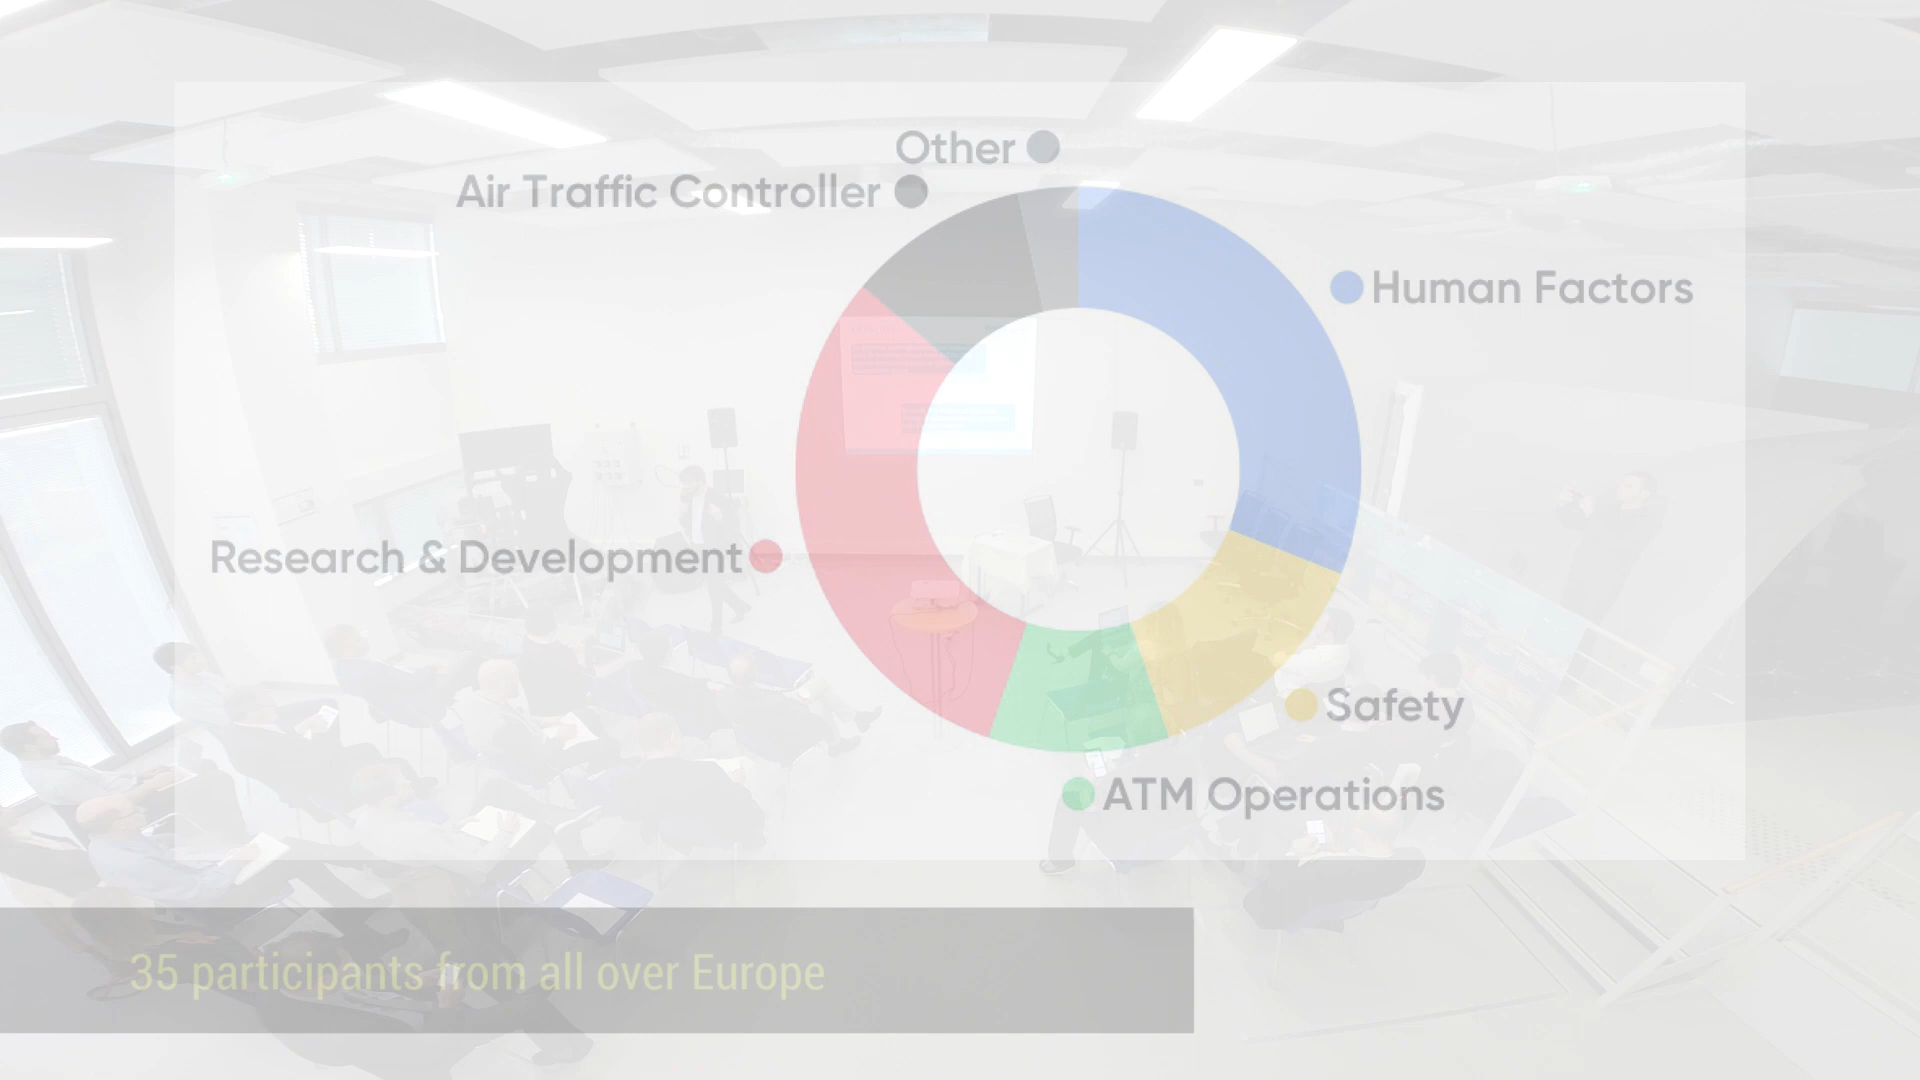 Other
Air Traffic Controller
Human Factors
Research & Development
Safety
ATM Operations
35 participants from all over Europe